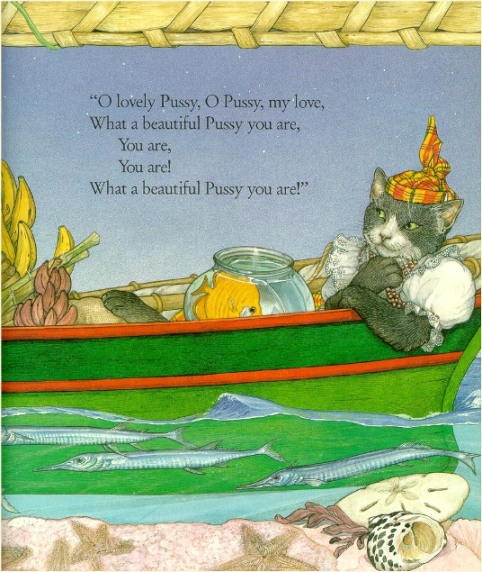 “O lovely Pussy, O Pussy, my love,
What a beautiful Pussy you are,
You are,
You are!
What a beautiful Pussy you are!”